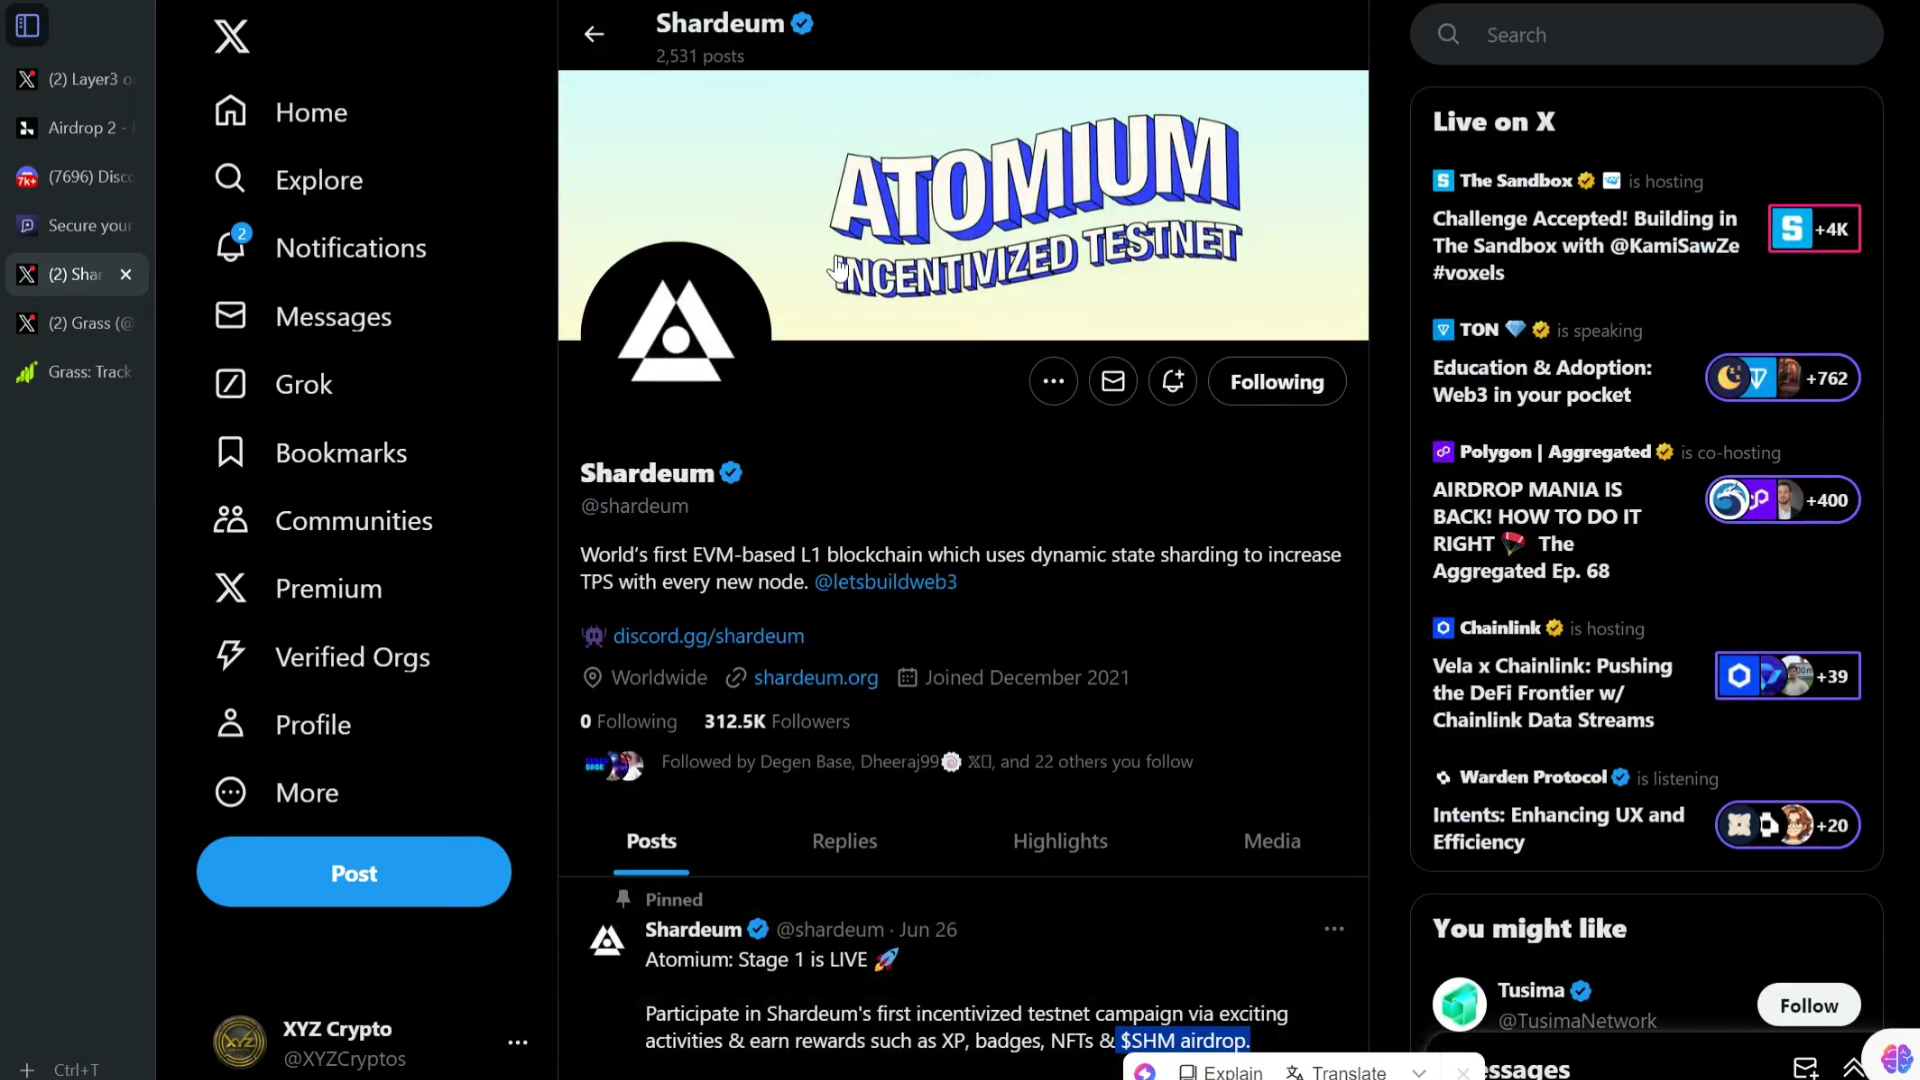 (2) Layer3 o
Airdrop 2 -
(7696) Disco
Secure your
(2) Shar
(2) Grass (@
Grass: Track
Ctrl+T
Home
Explore
2
Notifications
Messages
Grok
Bookmarks
Communities
Premium
Verified Orgs
Profile
More
Post
XYZ Crypto
@XYZCryptos
Shardeum
2,531 posts
ATOMIUM
INCENTIVIZED TESTNET
Following
Shardeum
@shardeum
World’s first EVM-based L1 blockchain which uses dynamic state sharding to increase
TPS with every new node. @letsbuildweb3
discord.gg/shardeum
Worldwide shardeum.org Joined December 2021
0 Following 312.5K Followers
Followed by Degen Base, Dheeraj99 and 22 others you follow
Posts Replies Highlights Media
Pinned
Shardeum @shardeum · Jun 26
Atomium: Stage 1 is LIVE 🚀
Participate in Shardeum's first incentivized testnet campaign via exciting
activities & earn rewards such as XP, badges, NFTs & $SHM airdrop.
Explain Translate
Search
Live on X
The Sandbox is hosting
Challenge Accepted! Building in
The Sandbox with @KamiSawZe
#voxels
+4K
TON 💎 is speaking
Education & Adoption:
Web3 in your pocket
+762
Polygon | Aggregated is co-hosting
AIRDROP MANIA IS
BACK! HOW TO DO IT
RIGHT 🪂 The
Aggregated Ep. 68
+400
Chainlink is hosting
Vela x Chainlink: Pushing
the DeFi Frontier w/
Chainlink Data Streams
+39
Warden Protocol is listening
Intents: Enhancing UX and
Efficiency
+20
You might like
Tusima
@TusimaNetwork
Follow
essages